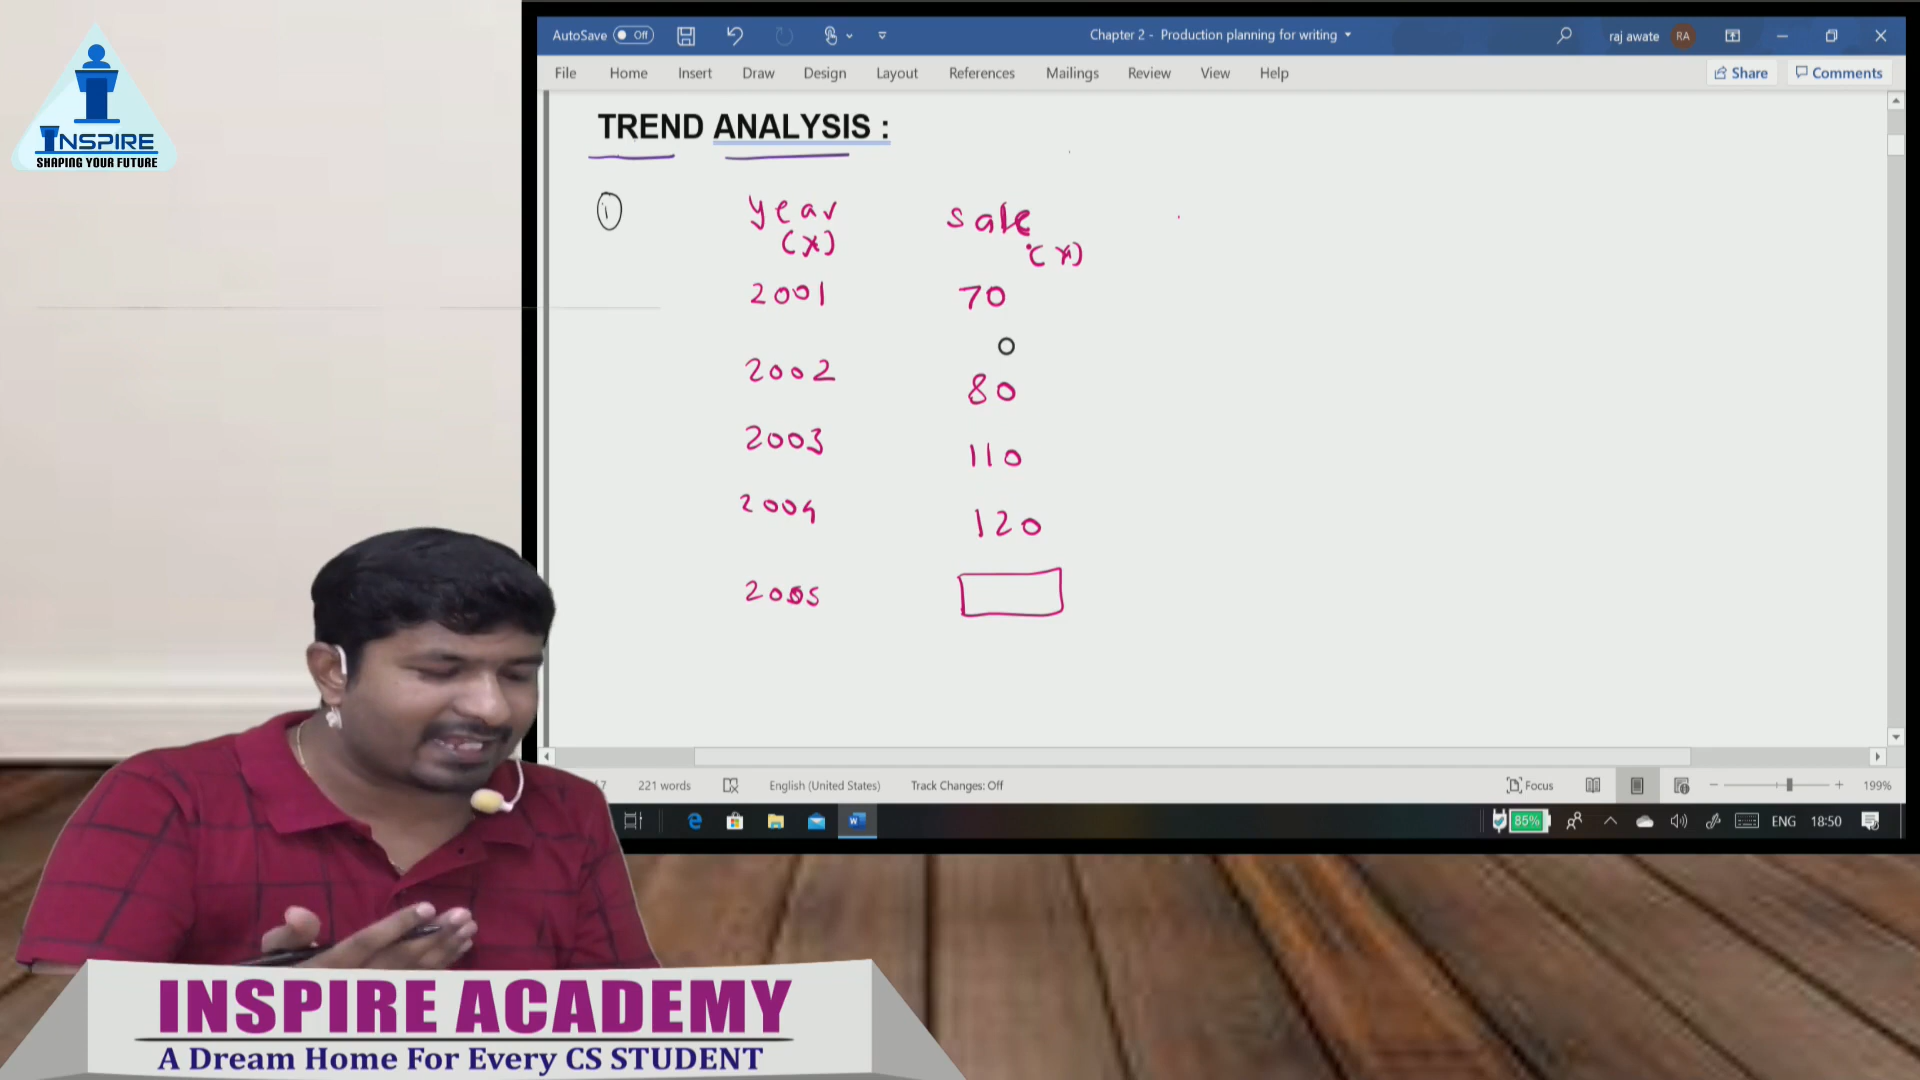 INSPIRE
SHAPING YOUR FUTURE
AutoSave Off
Chapter 2 - Production planning for writing
raj awate RA
File Home Insert Draw Design Layout References Mailings Review View Help Share Comments
TREND ANALYSIS :
1 year sale
(x) (x)
2001 70
2002 80
2003 110
2004 120
2005
7 221 words English (United States) Track Changes: Off Focus 199%
85% ENG 18:50
INSPIRE ACADEMY
A Dream Home For Every CS STUDENT